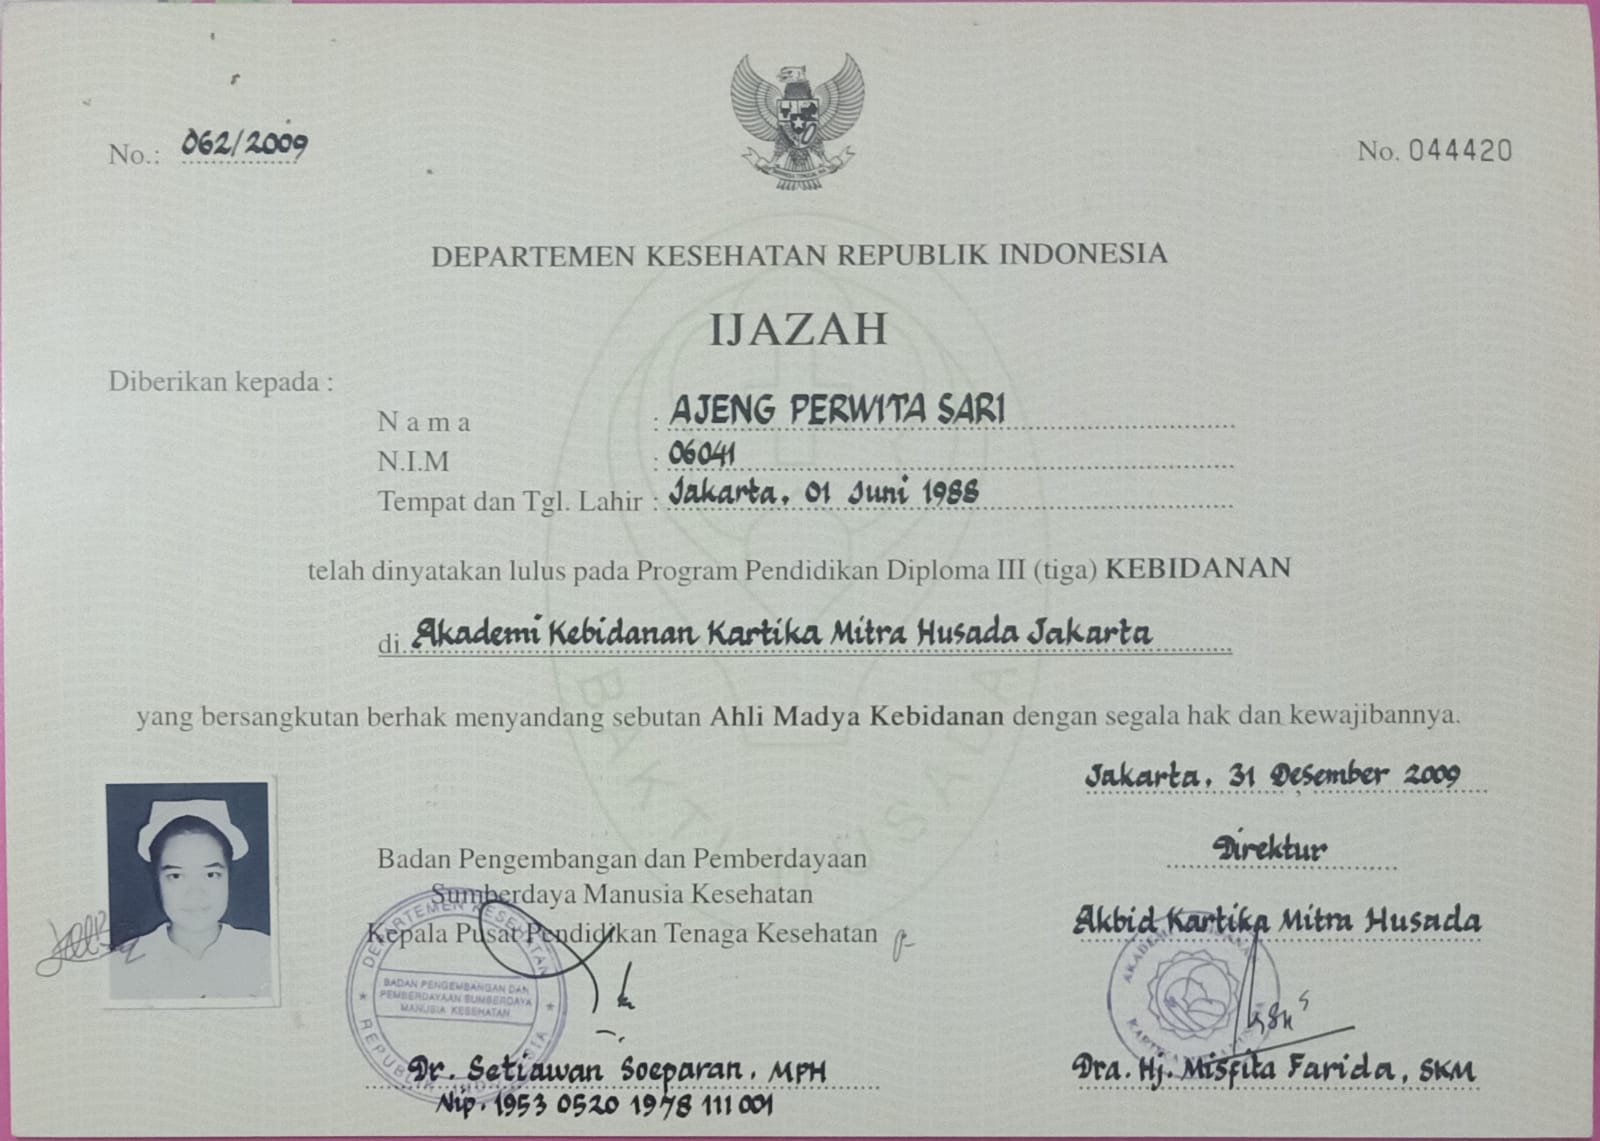 No.: 062/2009
No. 044420
DEPARTEMEN KESEHATAN REPUBLIK INDONESIA
IJAZAH
Diberikan kepada :
Nama : AJENG PERWITA SARI
N.I.M : 06041
Tempat dan Tgl. Lahir : Jakarta, 01 Juni 1988
telah dinyatakan lulus pada Program Pendidikan Diploma III (tiga) KEBIDANAN
di Akademi Kebidanan Kartika Mitra Husada Jakarta
yang bersangkutan berhak menyandang sebutan Ahli Madya Kebidanan dengan segala hak dan kewajibannya.
Jakarta, 31 Desember 2009
Direktur
Akbid Kartika Mitra Husada
Dra. Hj. Misfita Farida, SKM
Badan Pengembangan dan Pemberdayaan
Sumberdaya Manusia Kesehatan
Kepala Pusat Pendidikan Tenaga Kesehatan
DEPARTEMEN KESEHATAN
BADAN PENGEMBANGAN DAN
PEMBERDAYAAN SUMBERDAYA
MANUSIA KESEHATAN
REPUBLIK INDONESIA
Dr. Setiawan Soeparan, MPH
Nip. 1953 0520 1978 111 001
BAKTI HUSADA